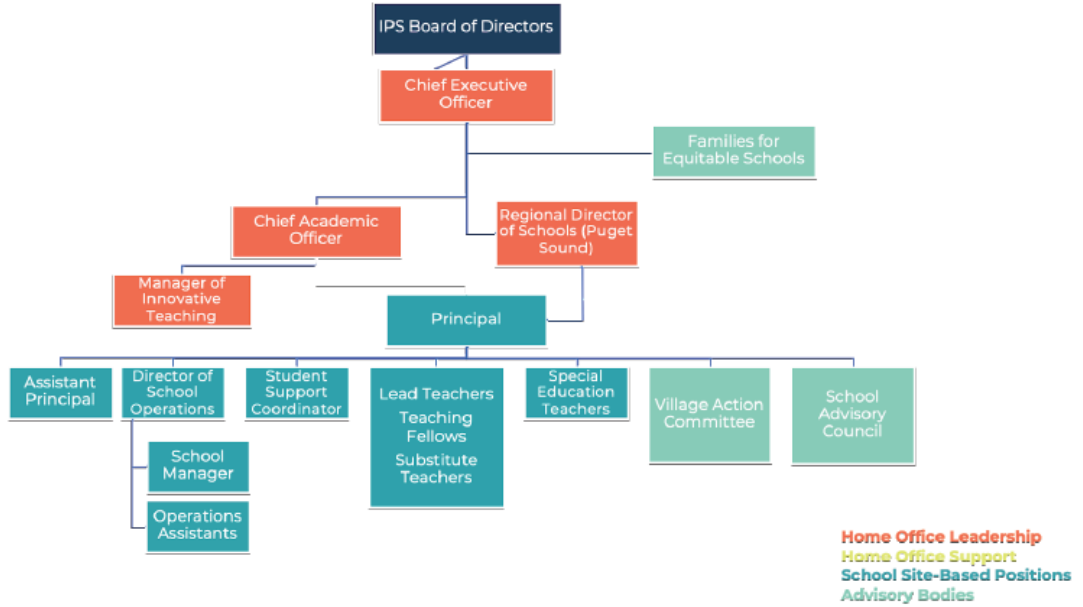 IPS Board of Directors
Chief Executive
Officer
Families for
Equitable Schools
Chief Academic
Officer
Regional Director
of Schools (Puget
Sound)
Manager of
Innovative
Teaching
Principal
Assistant
Principal
Director of
School
Operations
Student
Support
Coordinator
Lead Teachers
Teaching
Fellows
Substitute
Teachers
Special
Education
Teachers
Village Action
Committee
School
Advisory
Council
School
Manager
Operations
Assistants
Home Office Leadership
Home Office Support
School Site-Based Positions
Advisory Bodies